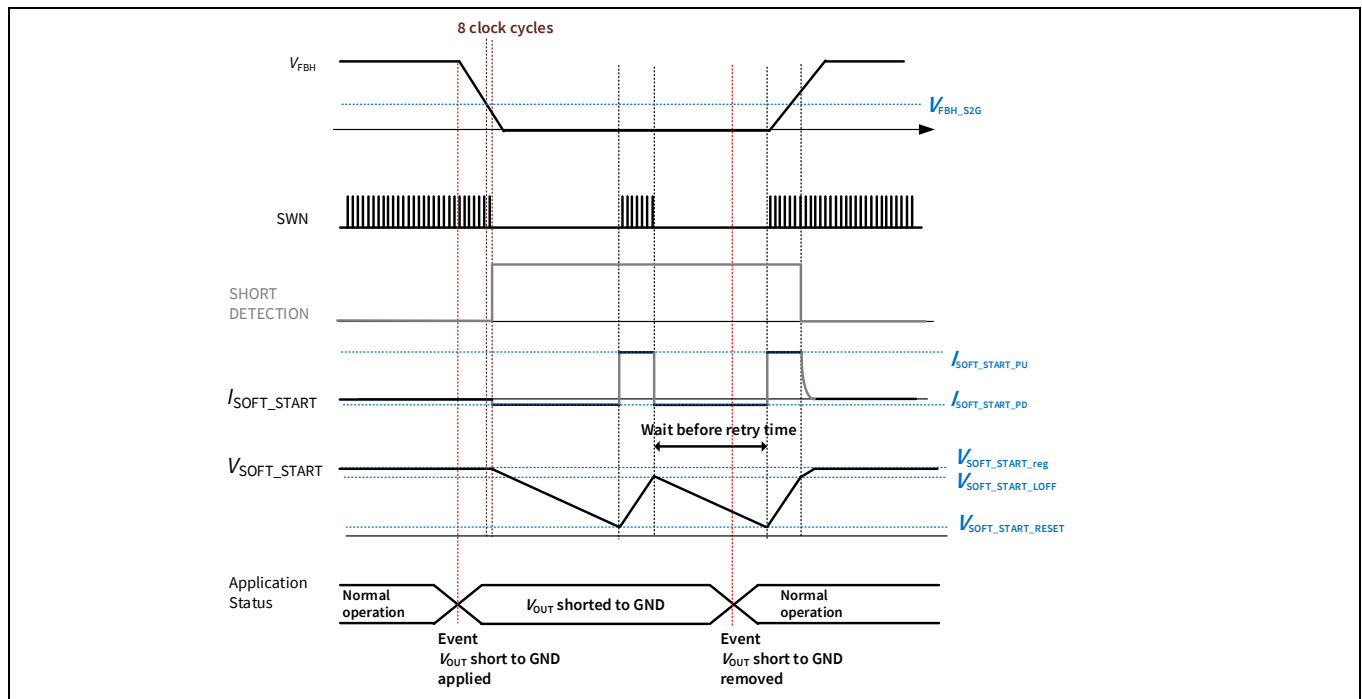 8 clock cycles
VFBH
VFBH_S2G
SWN
SHORT
DETECTION
ISOFT_START_PU
ISOFT_START
ISOFT_START_PD
Wait before retry time
VSOFT_START
VSOFT_START_reg
VSOFT_START_LOFF
VSOFT_START_RESET
Application
Status
Normal
operation
VOUT shorted to GND
Normal
operation
Event
VOUT short to GND
applied
Event
VOUT short to GND
removed